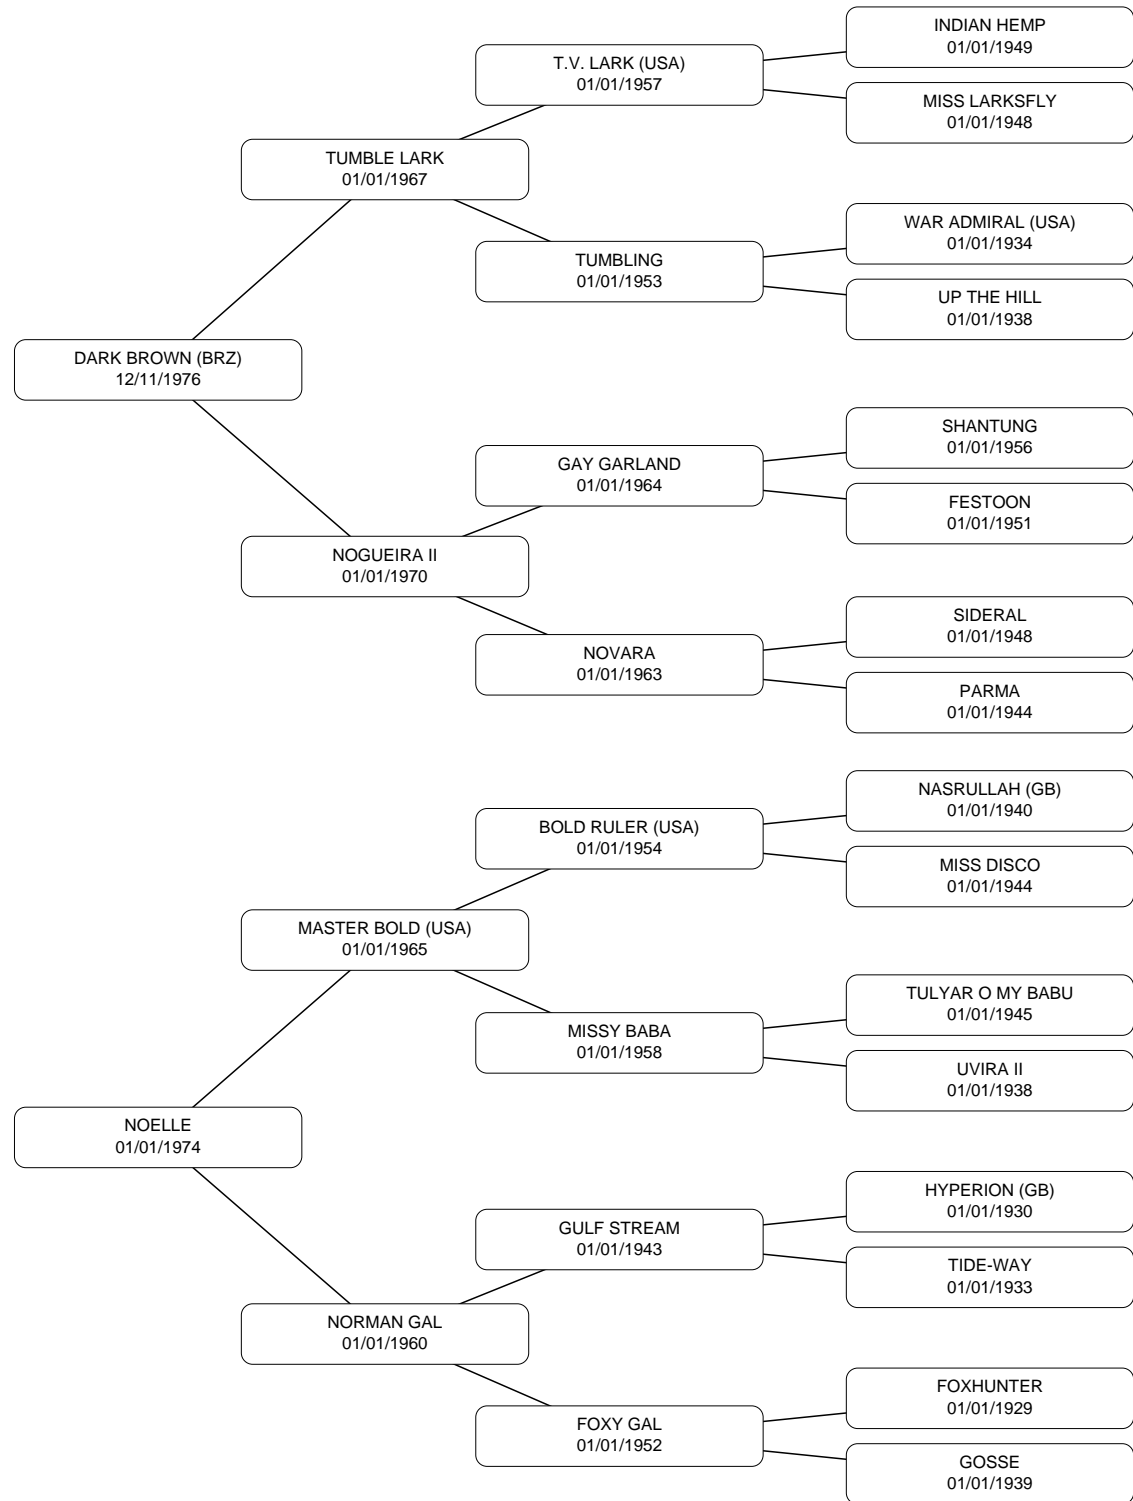 INDIAN HEMP
01/01/1949
T.V. LARK (USA)
01/01/1957
MISS LARKSFLY
01/01/1948
TUMBLE LARK
01/01/1967
WAR ADMIRAL (USA)
01/01/1934
TUMBLING
01/01/1953
UP THE HILL
01/01/1938
DARK BROWN (BRZ)
12/11/1976
SHANTUNG
01/01/1956
GAY GARLAND
01/01/1964
FESTOON
01/01/1951
NOGUEIRA II
01/01/1970
SIDERAL
01/01/1948
NOVARA
01/01/1963
PARMA
01/01/1944
NASRULLAH (GB)
01/01/1940
BOLD RULER (USA)
01/01/1954
MISS DISCO
01/01/1944
MASTER BOLD (USA)
01/01/1965
TULYAR O MY BABU
01/01/1945
MISSY BABA
01/01/1958
UVIRA II
01/01/1938
NOELLE
01/01/1974
HYPERION (GB)
01/01/1930
GULF STREAM
01/01/1943
TIDE-WAY
01/01/1933
NORMAN GAL
01/01/1960
FOXHUNTER
01/01/1929
FOXY GAL
01/01/1952
GOSSE
01/01/1939